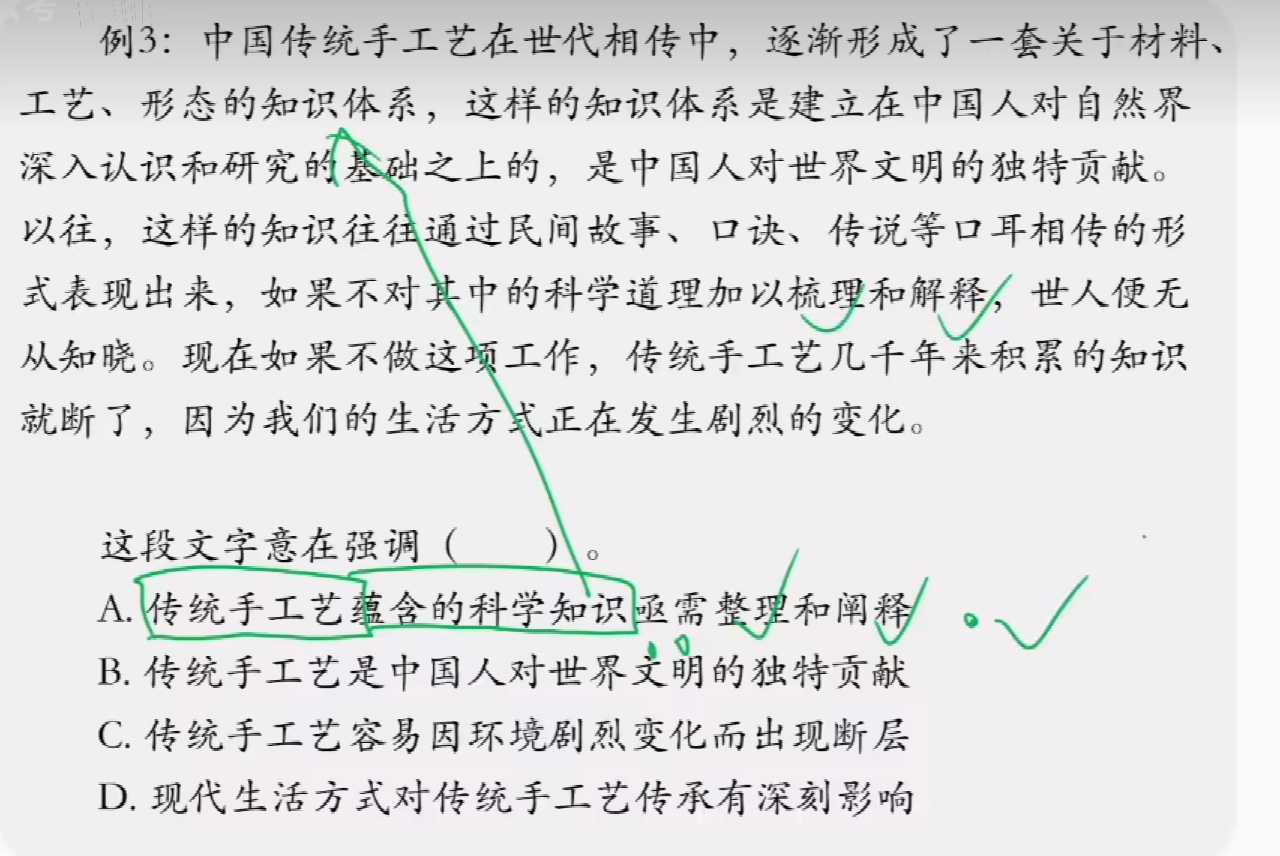 例3：中国传统手工艺在世代相传中，逐渐形成了一套关于材料、
工艺、形态的知识体系，这样的知识体系是建立在中国人对自然界
深入认识和研究的基础之上的，是中国人对世界文明的独特贡献。
以往，这样的知识往往通过民间故事、口诀、传说等口耳相传的形
式表现出来，如果不对其中的科学道理加以梳理和解释，世人便无
从知晓。现在如果不做这项工作，传统手工艺几千年来积累的知识
就断了，因为我们的生活方式正在发生剧烈的变化。
这段文字意在强调（　　）。
A. 传统手工艺蕴含的科学知识亟需整理和阐释
B. 传统手工艺是中国人对世界文明的独特贡献
C. 传统手工艺容易因环境剧烈变化而出现断层
D. 现代生活方式对传统手工艺传承有深刻影响